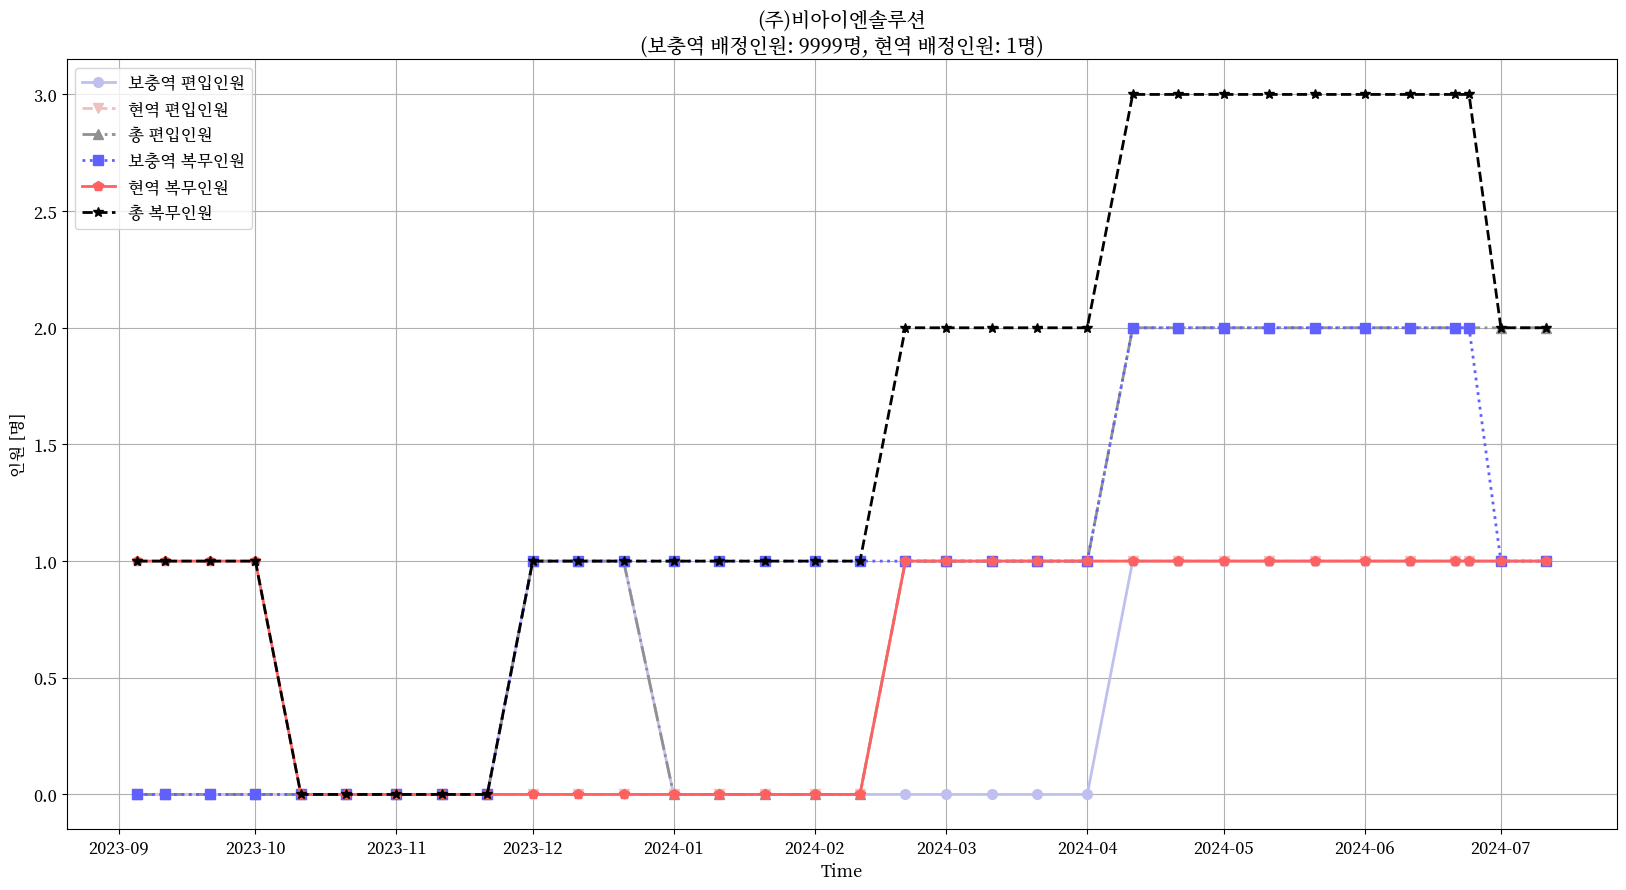 (주)비아이엔솔루션
(보충역 배정인원: 9999명, 현역 배정인원: 1명)
보충역 편입인원
현역 편입인원
총 편입인원
보충역 복무인원
현역 복무인원
총 복무인원
3.0
2.5
2.0
1.5
1.0
0.5
0.0
인원 [명]
2023-09 2023-10 2023-11 2023-12 2024-01 2024-02 2024-03 2024-04 2024-05 2024-06 2024-07
Time